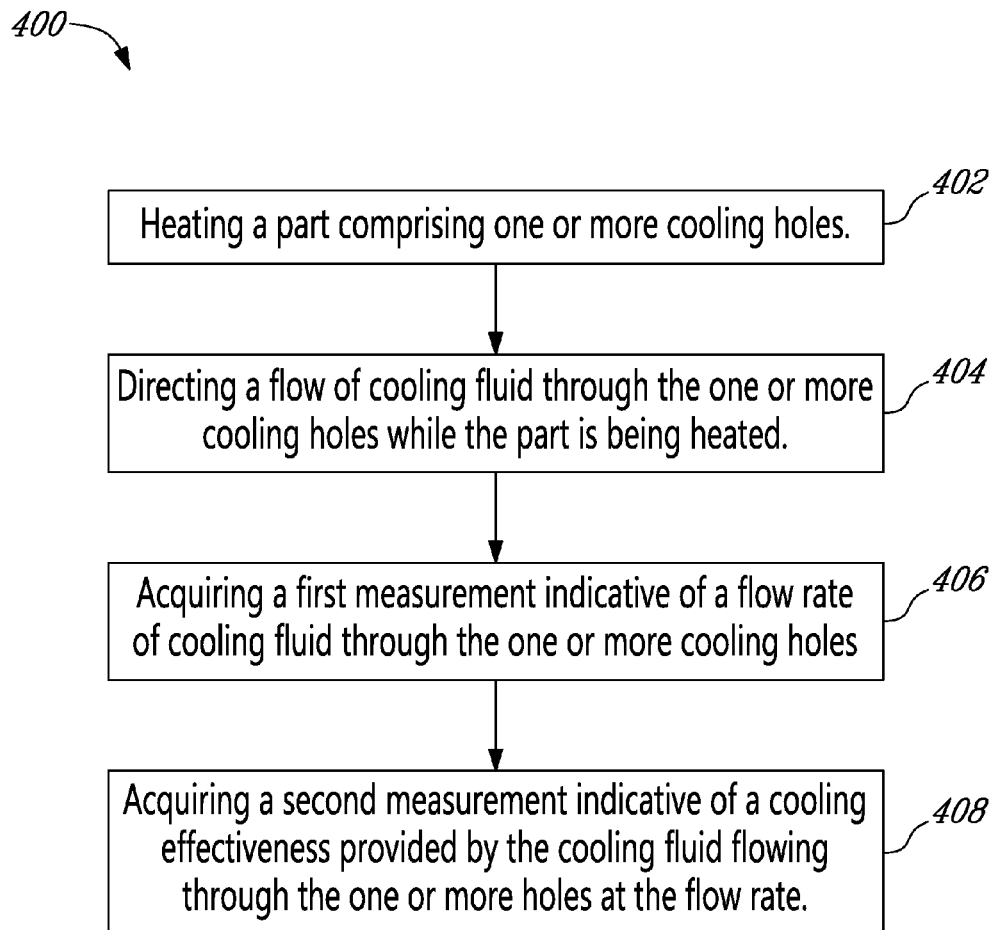 400
402
Heating a part comprising one or more cooling holes.
404
Directing a flow of cooling fluid through the one or more
cooling holes while the part is being heated.
406
Acquiring a first measurement indicative of a flow rate
of cooling fluid through the one or more cooling holes
408
Acquiring a second measurement indicative of a cooling
effectiveness provided by the cooling fluid flowing
through the one or more holes at the flow rate.